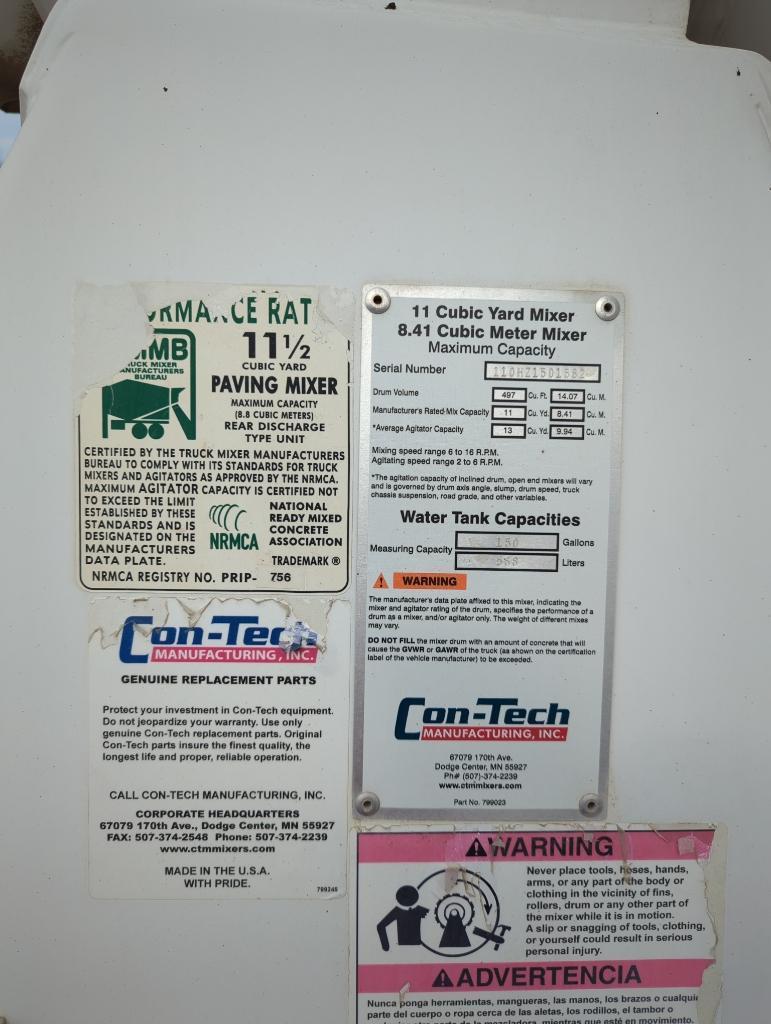 RMANCE RAT
MMB
UCK MIXER
ANUFACTURERS
BUREAU
11½
CUBIC YARD
PAVING MIXER
MAXIMUM CAPACITY
(8.8 CUBIC METERS)
REAR DISCHARGE
TYPE UNIT
CERTIFIED BY THE TRUCK MIXER MANUFACTURERS
BUREAU TO COMPLY WITH ITS STANDARDS FOR TRUCK
MIXERS AND AGITATORS AS APPROVED BY THE NRMCA.
MAXIMUM AGITATOR CAPACITY IS CERTIFIED NOT
TO EXCEED THE LIMIT
ESTABLISHED BY THESE
STANDARDS AND IS
DESIGNATED ON THE
MANUFACTURERS
DATA PLATE.
NRMCA
NATIONAL
READY MIXED
CONCRETE
ASSOCIATION
TRADEMARK ®
NRMCA REGISTRY NO. PRIP- 756
Con-Tech
MANUFACTURING, INC.
GENUINE REPLACEMENT PARTS
Protect your investment in Con-Tech equipment.
Do not jeopardize your warranty. Use only
genuine Con-Tech replacement parts. Original
Con-Tech parts insure the finest quality, the
longest life and proper, reliable operation.
CALL CON-TECH MANUFACTURING, INC.
CORPORATE HEADQUARTERS
67079 170th Ave., Dodge Center, MN 55927
FAX: 507-374-2548 Phone: 507-374-2239
www.ctmmixers.com
MADE IN THE U.S.A.
WITH PRIDE.
799245
11 Cubic Yard Mixer
8.41 Cubic Meter Mixer
Maximum Capacity
Serial Number 110HZ1501582
Drum Volume 497 Cu. Ft. 14.07 Cu. M.
Manufacturer's Rated-Mix Capacity 11 Cu. Yd. 8.41 Cu. M.
*Average Agitator Capacity 13 Cu. Yd. 9.94 Cu. M.
Mixing speed range 6 to 16 R.P.M.
Agitating speed range 2 to 6 R.P.M.
*The agitation capacity of inclined drum, open end mixers will vary
and is governed by drum axis angle, slump, drum speed, truck
chassis suspension, road grade, and other variables.
Water Tank Capacities
Measuring Capacity 150 Gallons
Liters
WARNING
The manufacturer's data plate affixed to this mixer, indicating the
mixer and agitator rating of the drum, specifies the performance of a
drum as a mixer, and/or agitator only. The weight of different mixes
may vary.
DO NOT FILL the mixer drum with an amount of concrete that will
cause the GVWR or GAWR of the truck (as shown on the certification
label of the vehicle manufacturer) to be exceeded.
Con-Tech
MANUFACTURING, INC.
67079 170th Ave.
Dodge Center, MN 55927
Ph# (507)-374-2239
www.ctmmixers.com
Part No. 799023
WARNING
Never place tools, hoses, hands,
arms, or any part of the body or
clothing in the vicinity of fins,
rollers, drum or any other part of
the mixer while it is in motion.
A slip or snagging of tools, clothing,
or yourself could result in serious
personal injury.
ADVERTENCIA
Nunca ponga herramientas, mangueras, las manos, los brazos o cualqui
parte del cuerpo o ropa cerca de las aletas, los rodillos, el tambor o
mientras que esté en movimiento.